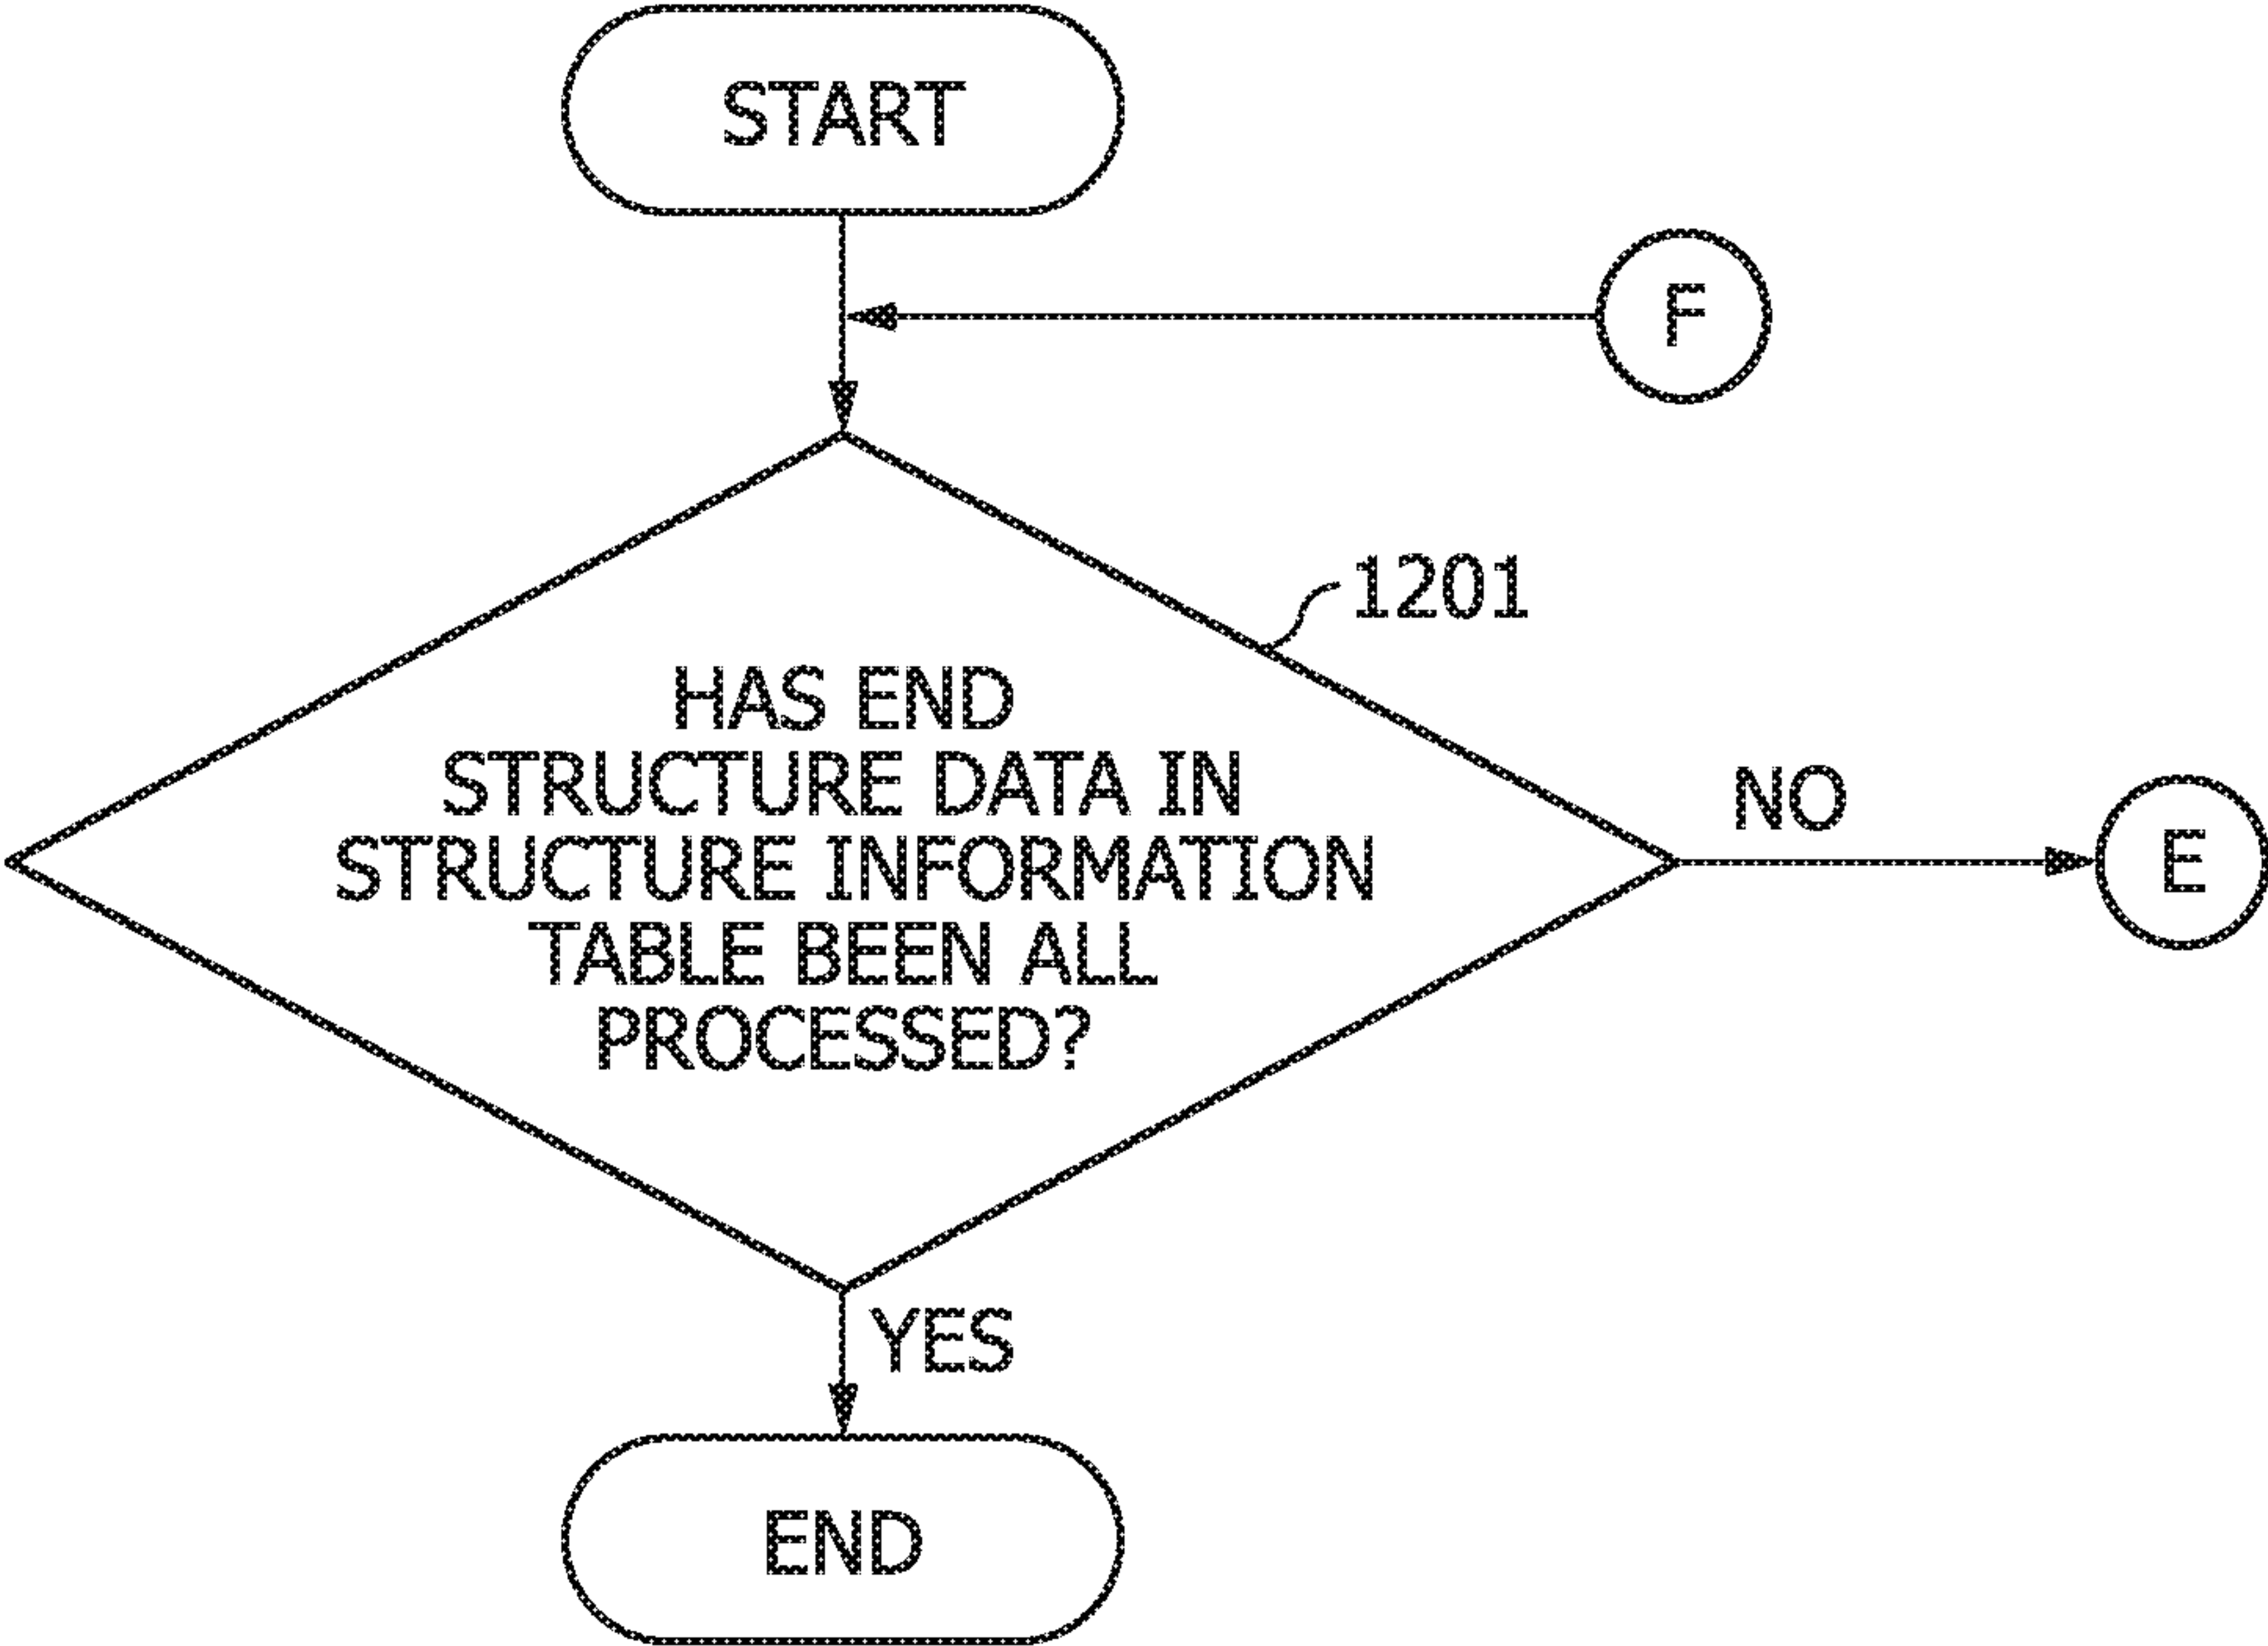 START
F
1201
HAS END
STRUCTURE DATA IN
STRUCTURE INFORMATION
TABLE BEEN ALL
PROCESSED?
NO
E
YES
END